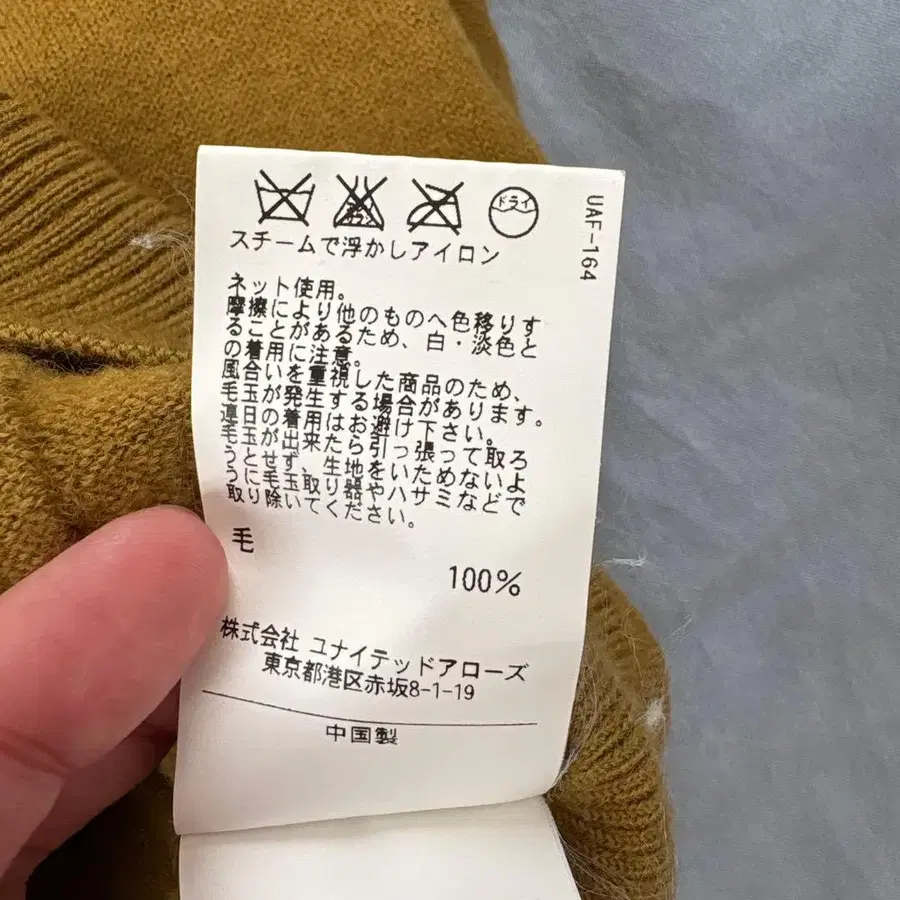 ドライ
エンソ
サラシ
UAF-164
スチームで浮かしアイロン
ネット使用。
摩擦により他のものへ色移りす
ることがあるため、白・淡色と
の着用に注意。
風合いを重視した商品のため、
毛玉が発生する場合があります。
連日の着用はお避け下さい。
毛玉が出来たら引っ張って取ろ
うとせず、生地をいためないよ
うに毛玉取り器やハサミなどで
取り除いてください。
毛
100%
株式会社 ユナイテッドアローズ
東京都港区赤坂8-1-19
中国製